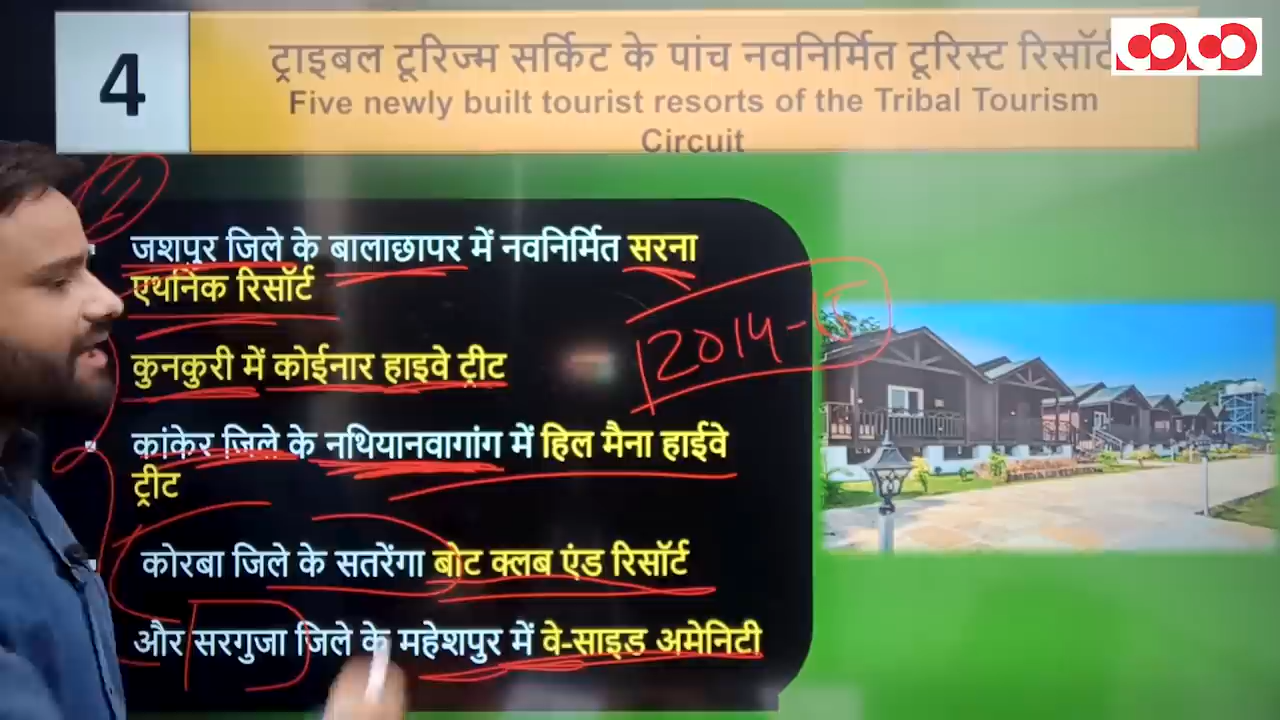 4
ट्राइबल टूरिज्म सर्किट के पांच नवनिर्मित टूरिस्ट रिसॉर्ट
Five newly built tourist resorts of the Tribal Tourism
Circuit
जशपुर जिले के बालाछापर में नवनिर्मित सरना
एथनिक रिसॉर्ट
2014-15
कुनकुरी में कोईनार हाइवे ट्रीट
कांकेर जिले के नथियानवागांग में हिल मैना हाईवे
ट्रीट
कोरबा जिले के सतरेंगा बोट क्लब एंड रिसॉर्ट
और सरगुजा जिले के महेशपुर में वे-साइड अमेनिटी